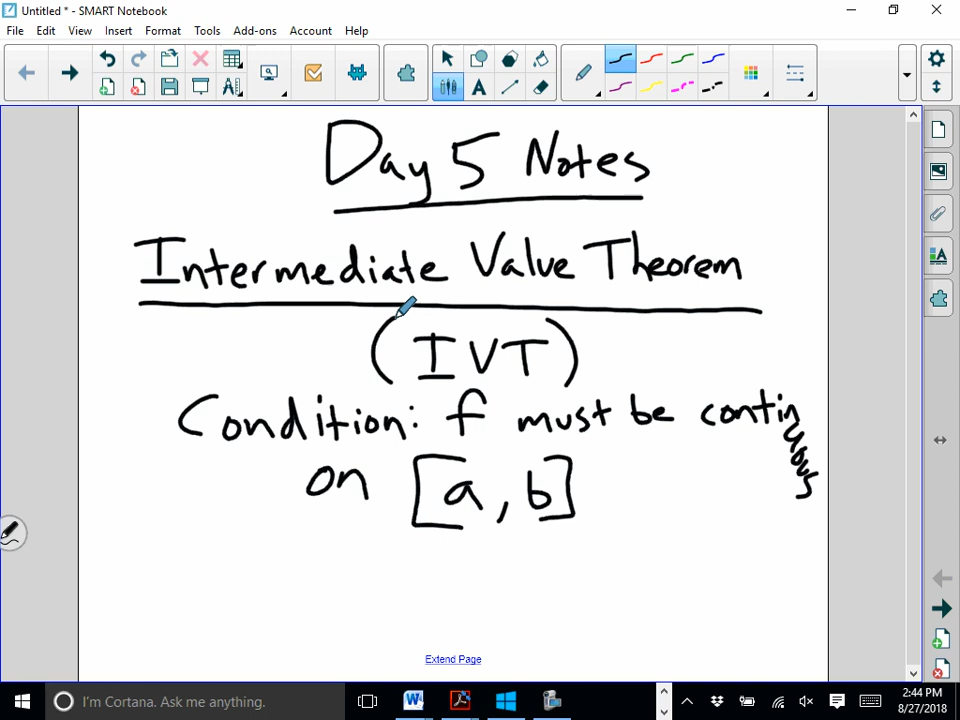 Untitled * - SMART Notebook
File Edit View Insert Format Tools Add-ons Account Help
Day 5 Notes
Intermediate Value Theorem
(IVT)
Condition: f must be continuous
on [a, b]
Extend Page
I'm Cortana. Ask me anything.
2:44 PM
8/27/2018